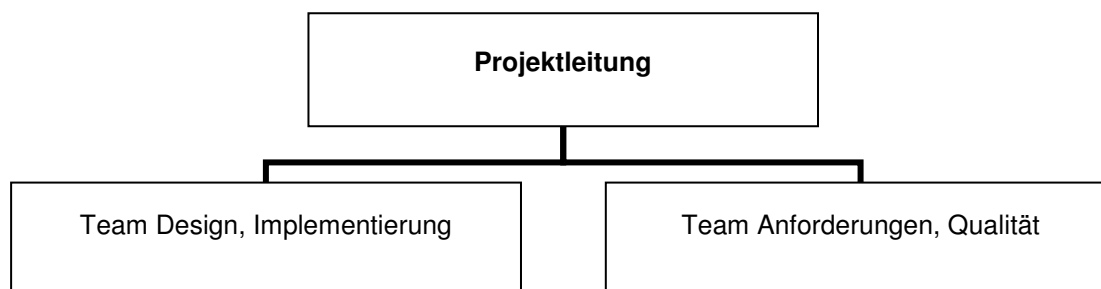 Projektleitung
Team Design, Implementierung
Team Anforderungen, Qualität